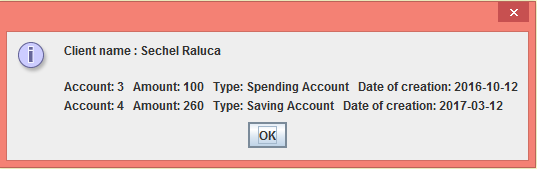 Client name : Sechel Raluca
Account: 3 Amount: 100 Type: Spending Account Date of creation: 2016-10-12
Account: 4 Amount: 260 Type: Saving Account Date of creation: 2017-03-12
OK